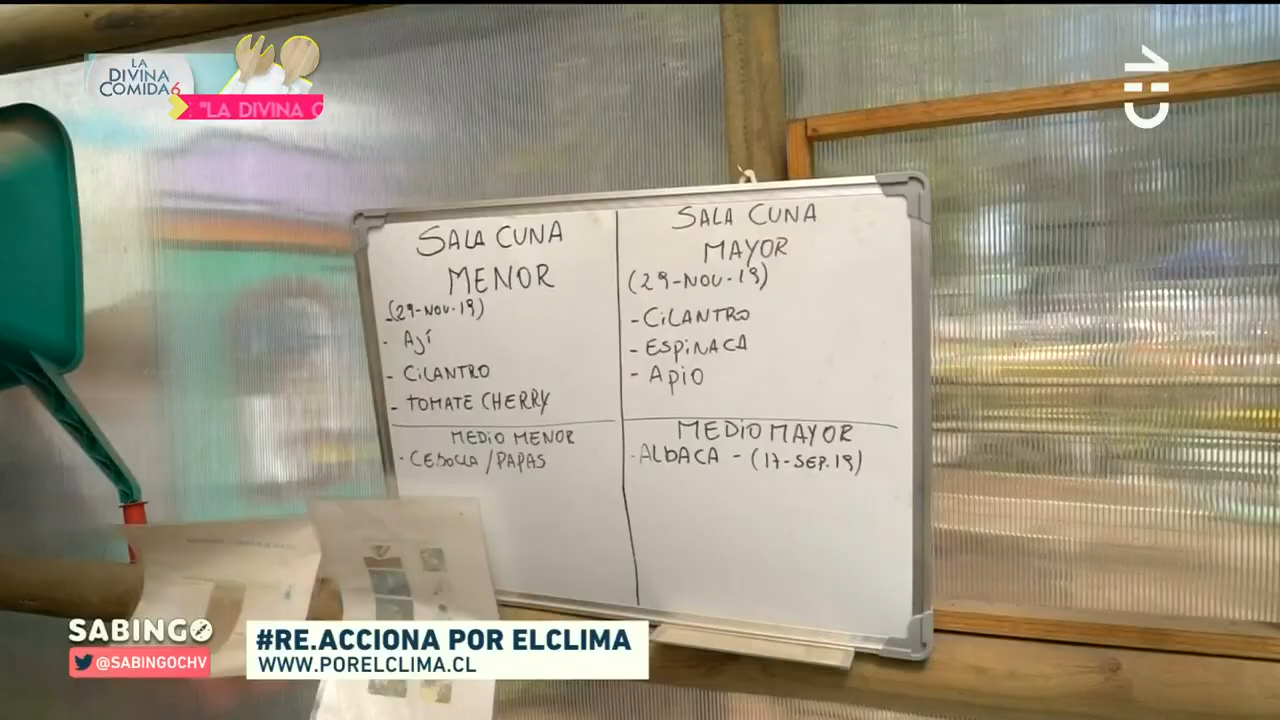 LA
DIVINA
COMIDA6
"LA DIVINA C
SALA CUNA
MENOR
(29-NOV-19)
- Ají
- CILANTRO
- TOMATE CHERRY
SALA CUNA
MAYOR
(29-NOV-19)
- CILANTRO
- ESPINACA
- APIO
MEDIO MENOR
- CEBOLLA / PAPAS
MEDIO MAYOR
- ALBACA - (17-SEP.19)
SABINGO
@SABINGOCHV
#RE.ACCIONA POR ELCLIMA
WWW.PORELCLIMA.CL